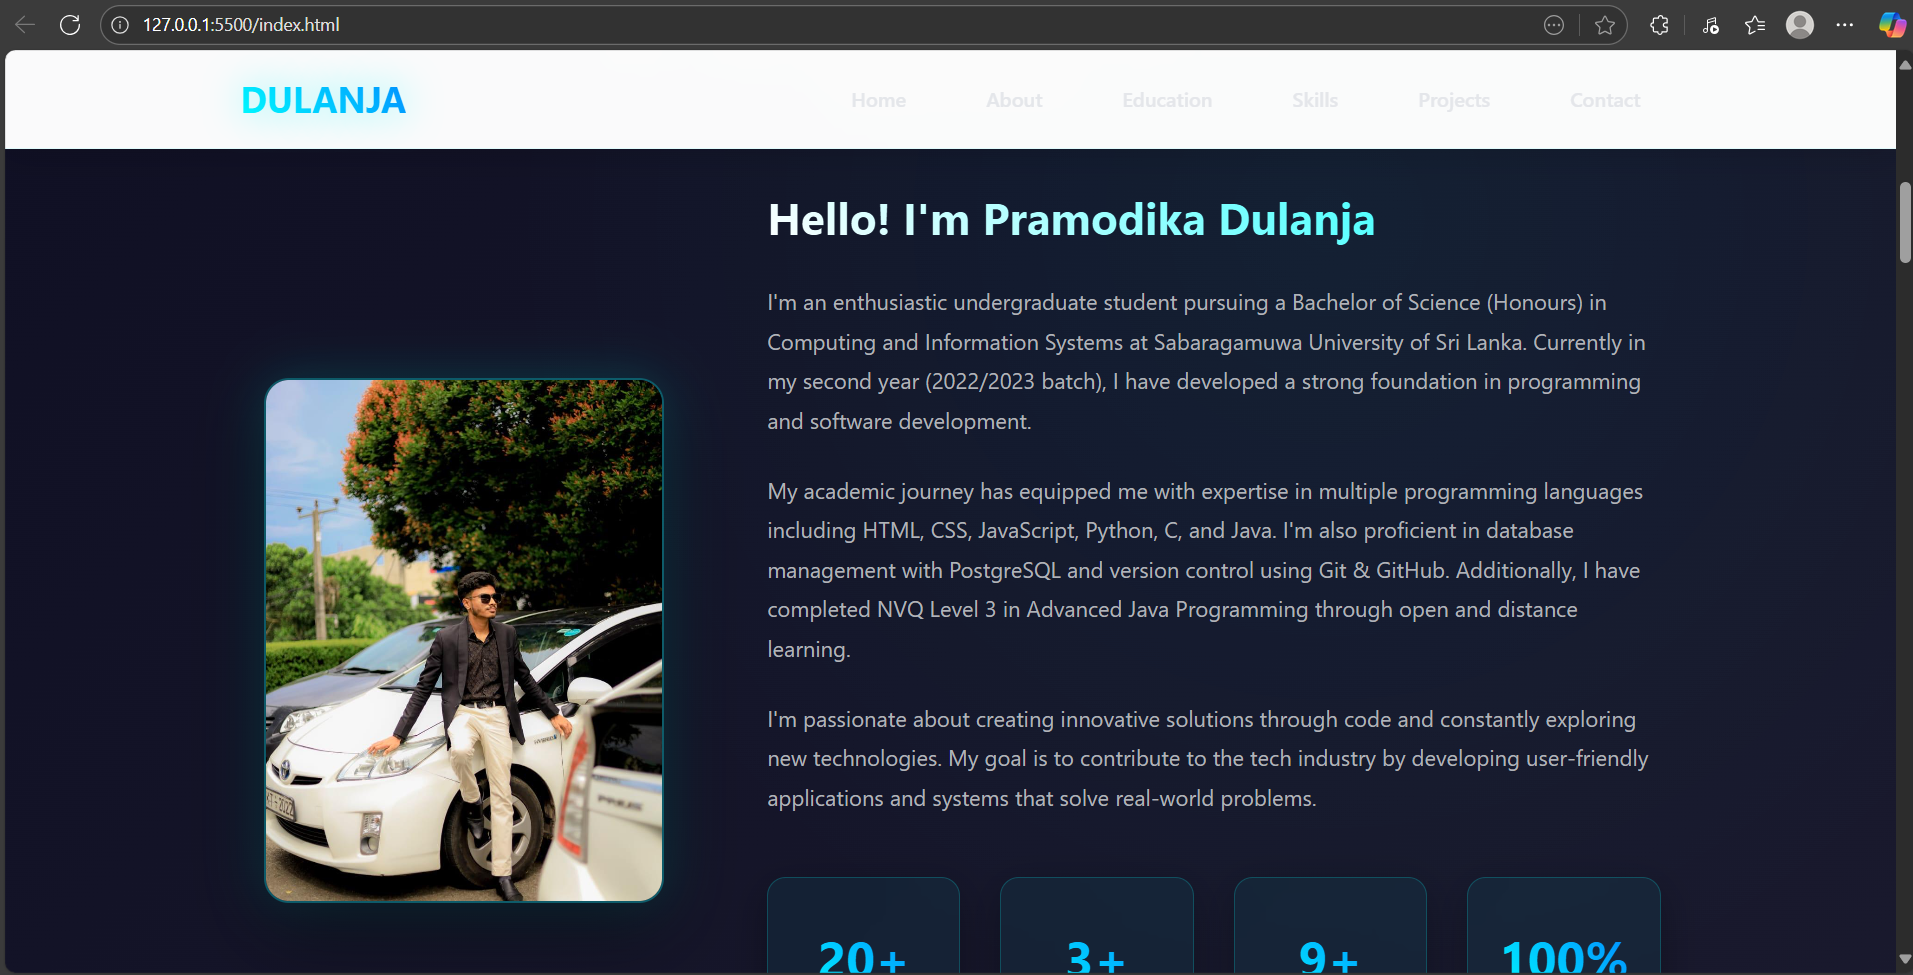 127.0.0.1:5500/index.html
DULANJA
Home About Education Skills Projects Contact
Hello! I'm Pramodika Dulanja
I'm an enthusiastic undergraduate student pursuing a Bachelor of Science (Honours) in
Computing and Information Systems at Sabaragamuwa University of Sri Lanka. Currently in
my second year (2022/2023 batch), I have developed a strong foundation in programming
and software development.
My academic journey has equipped me with expertise in multiple programming languages
including HTML, CSS, JavaScript, Python, C, and Java. I'm also proficient in database
management with PostgreSQL and version control using Git & GitHub. Additionally, I have
completed NVQ Level 3 in Advanced Java Programming through open and distance
learning.
I'm passionate about creating innovative solutions through code and constantly exploring
new technologies. My goal is to contribute to the tech industry by developing user-friendly
applications and systems that solve real-world problems.
20+ 3+ 9+ 100%